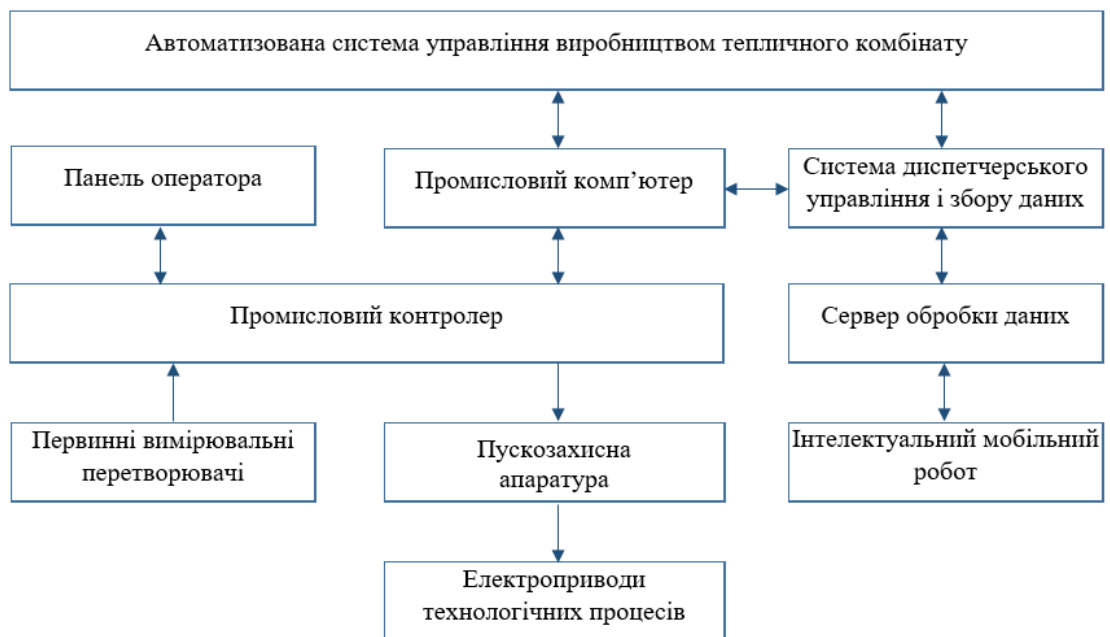 Автоматизована система управління виробництвом тепличного комбінату
Панель оператора
Промисловий комп’ютер
Система диспетчерського
управління і збору даних
Промисловий контролер
Сервер обробки даних
Первинні вимірювальні
перетворювачі
Пускозахисна
апаратура
Інтелектуальний мобільний
робот
Електроприводи
технологічних процесів